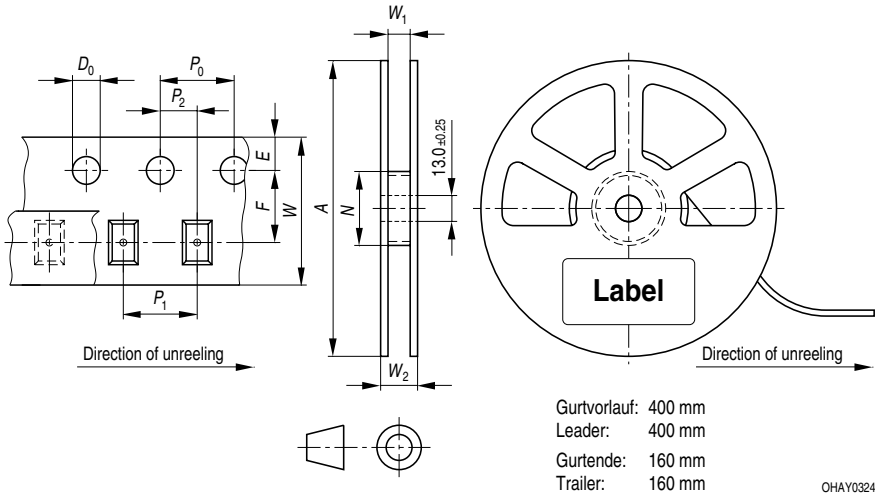 W1
D0
P0
P2
E
F
W
A
N
13.0 ±0.25
Label
P1
W2
Direction of unreeling
Direction of unreeling
Gurtvorlauf: 400 mm
Leader: 400 mm
Gurtende: 160 mm
Trailer: 160 mm
OHAY0324